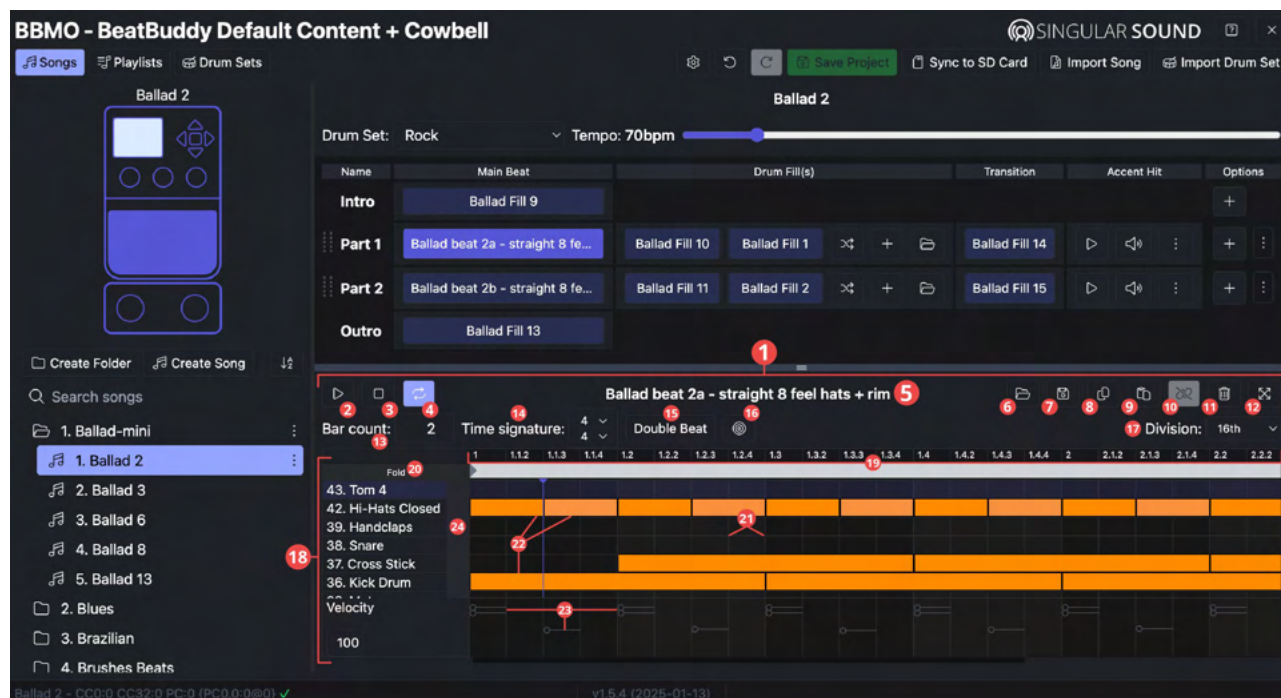 BBMO - BeatBuddy Default Content + Cowbell
SINGULAR SOUND
Songs Playlists Drum Sets
Save Project Sync to SD Card Import Song Import Drum Set
Ballad 2
Ballad 2
Drum Set: Rock Tempo: 70bpm
Name Main Beat Drum Fill(s) Transition Accent Hit Options
Intro Ballad Fill 9 +
Part 1 Ballad beat 2a - straight 8 fe... Ballad Fill 10 Ballad Fill 1 + Ballad Fill 14 +
Part 2 Ballad beat 2b - straight 8 fe... Ballad Fill 11 Ballad Fill 2 + Ballad Fill 15 +
Outro Ballad Fill 13
Create Folder Create Song
Search songs
1. Ballad-mini
1. Ballad 2
2. Ballad 3
3. Ballad 6
4. Ballad 8
5. Ballad 13
2. Blues
3. Brazilian
4. Brushes Beats
1
Ballad beat 2a - straight 8 feel hats + rim 5
2 3 4 6 7 8 9 10 11 12
14 15 16
Bar count: 2 Time signature: 4 4 Double Beat 17 Division: 16th
13
1 1.1.2 1.1.3 1.1.4 1.2 1.2.2 1.2.3 1.2.4 1.3 1.3.2 1.3.3 1.3.4 1.4 1.4.2 1.4.3 1.4.4 2 2.1.2 2.1.3 2.1.4 2.2 2.2.2
Fold 20 19
43. Tom 4
42. Hi-Hats Closed
39. Handclaps 24 21
38. Snare 22
18
37. Cross Stick
36. Kick Drum
Velocity 23
100
Ballad 2 - CC0:0 CC32:0 PC:0 (PC0.0:0@0) ✓ v1.5.4 (2025-01-13)